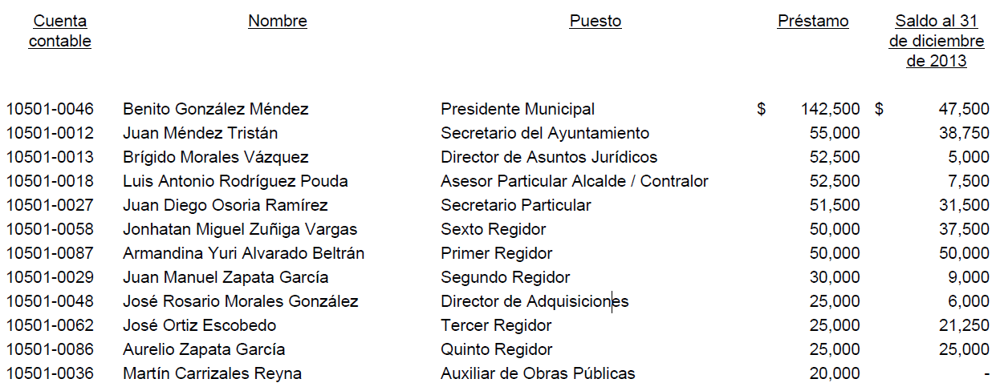 Cuenta contable Nombre Puesto Préstamo Saldo al 31 de diciembre de 2013
10501-0046 Benito González Méndez Presidente Municipal $ 142,500 $ 47,500
10501-0012 Juan Méndez Tristán Secretario del Ayuntamiento 55,000 38,750
10501-0013 Brígido Morales Vázquez Director de Asuntos Jurídicos 52,500 5,000
10501-0018 Luis Antonio Rodríguez Pouda Asesor Particular Alcalde / Contralor 52,500 7,500
10501-0027 Juan Diego Osoria Ramírez Secretario Particular 51,500 31,500
10501-0058 Jonhatan Miguel Zuñiga Vargas Sexto Regidor 50,000 37,500
10501-0087 Armandina Yuri Alvarado Beltrán Primer Regidor 50,000 50,000
10501-0029 Juan Manuel Zapata García Segundo Regidor 30,000 9,000
10501-0048 José Rosario Morales González Director de Adquisiciones 25,000 6,000
10501-0062 José Ortiz Escobedo Tercer Regidor 25,000 21,250
10501-0086 Aurelio Zapata García Quinto Regidor 25,000 25,000
10501-0036 Martín Carrizales Reyna Auxiliar de Obras Públicas 20,000 -